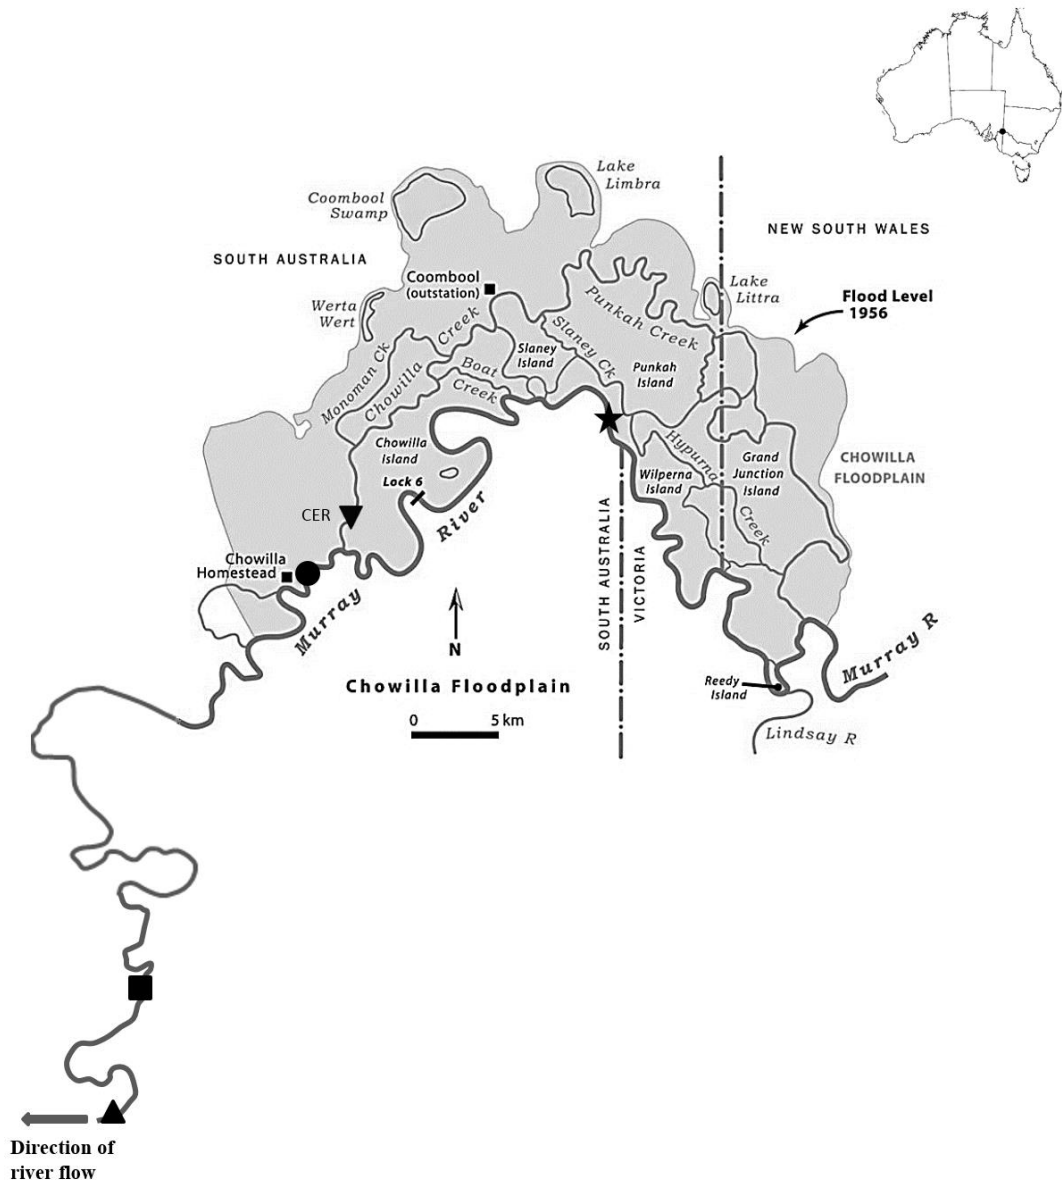 Lake
Limbra
Coombool
Swamp
NEW SOUTH WALES
SOUTH AUSTRALIA
Coombool
(outstation)
Lake
Littra
Flood Level
1956
Werta
Wert
Punkah Creek
Monoman Ck
Chowilla Creek
Slaney Ck
Slaney
Island
Boat
Creek
Punkah
Island
Chowilla
Island
Lock 6
Hypurna
Creek
Wilperna
Island
Grand
Junction
Island
CHOWILLA
FLOODPLAIN
CER
River
Chowilla
Homestead
SOUTH AUSTRALIA
VICTORIA
Murray
N
Murray R
Chowilla Floodplain
Reedy
Island
0 5 km
Lindsay R
Direction of
river flow